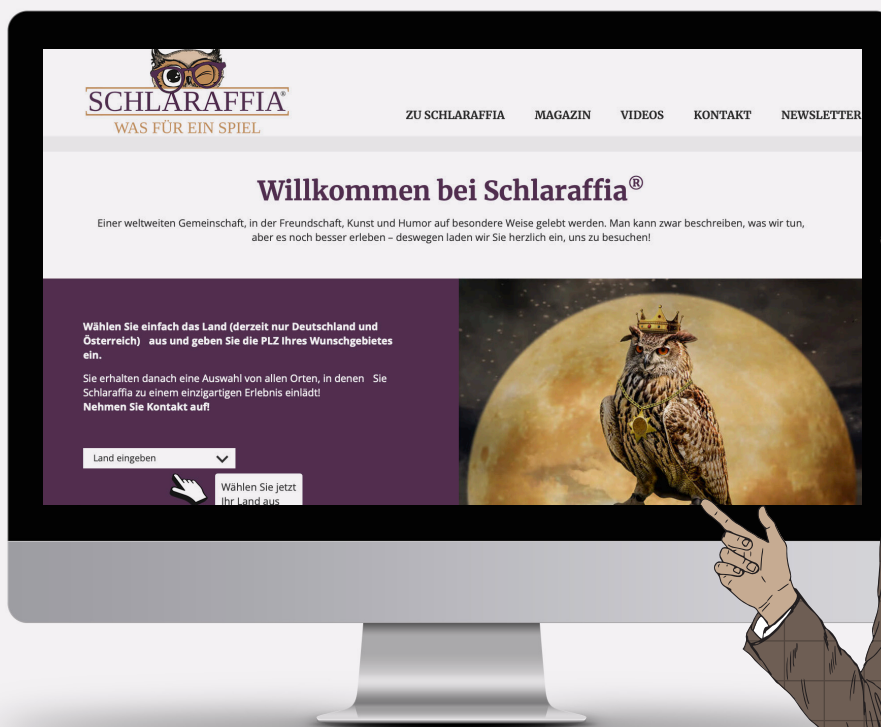 SCHLARAFFIA®
WAS FÜR EIN SPIEL
ZU SCHLARAFFIA MAGAZIN VIDEOS KONTAKT NEWSLETTER
Willkommen bei Schlaraffia®
Einer weltweiten Gemeinschaft, in der Freundschaft, Kunst und Humor auf besondere Weise gelebt werden. Man kann zwar beschreiben, was wir tun,
aber es noch besser erleben – deswegen laden wir Sie herzlich ein, uns zu besuchen!
Wählen Sie einfach das Land (derzeit nur Deutschland und
Österreich) aus und geben Sie die PLZ Ihres Wunschgebietes
ein.
Sie erhalten danach eine Auswahl von allen Orten, in denen Sie
Schlaraffia zu einem einzigartigen Erlebnis einlädt!
Nehmen Sie Kontakt auf!
Land eingeben
Wählen Sie jetzt
Ihr Land aus